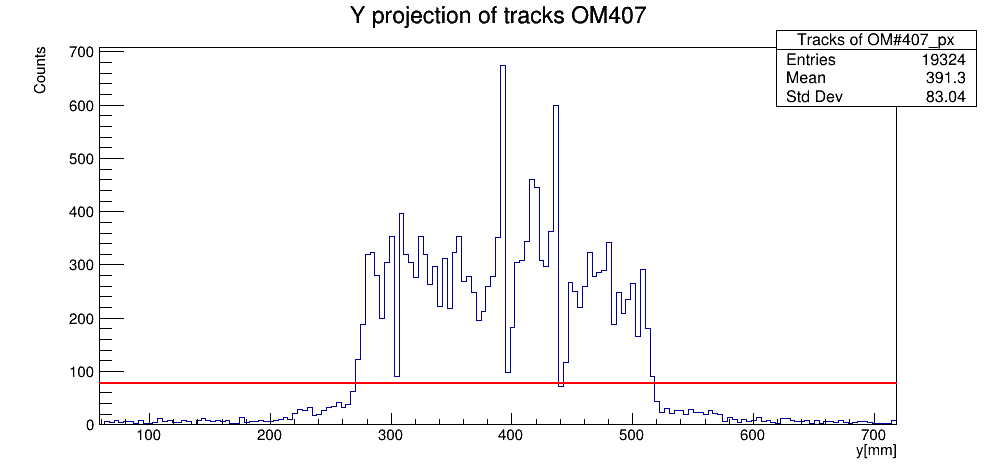 Y projection of tracks OM407
Tracks of OM#407_px
Entries 19324
Mean 391.3
Std Dev 83.04
Counts
700
600
500
400
300
200
100
0
100 200 300 400 500 600 700
y[mm]